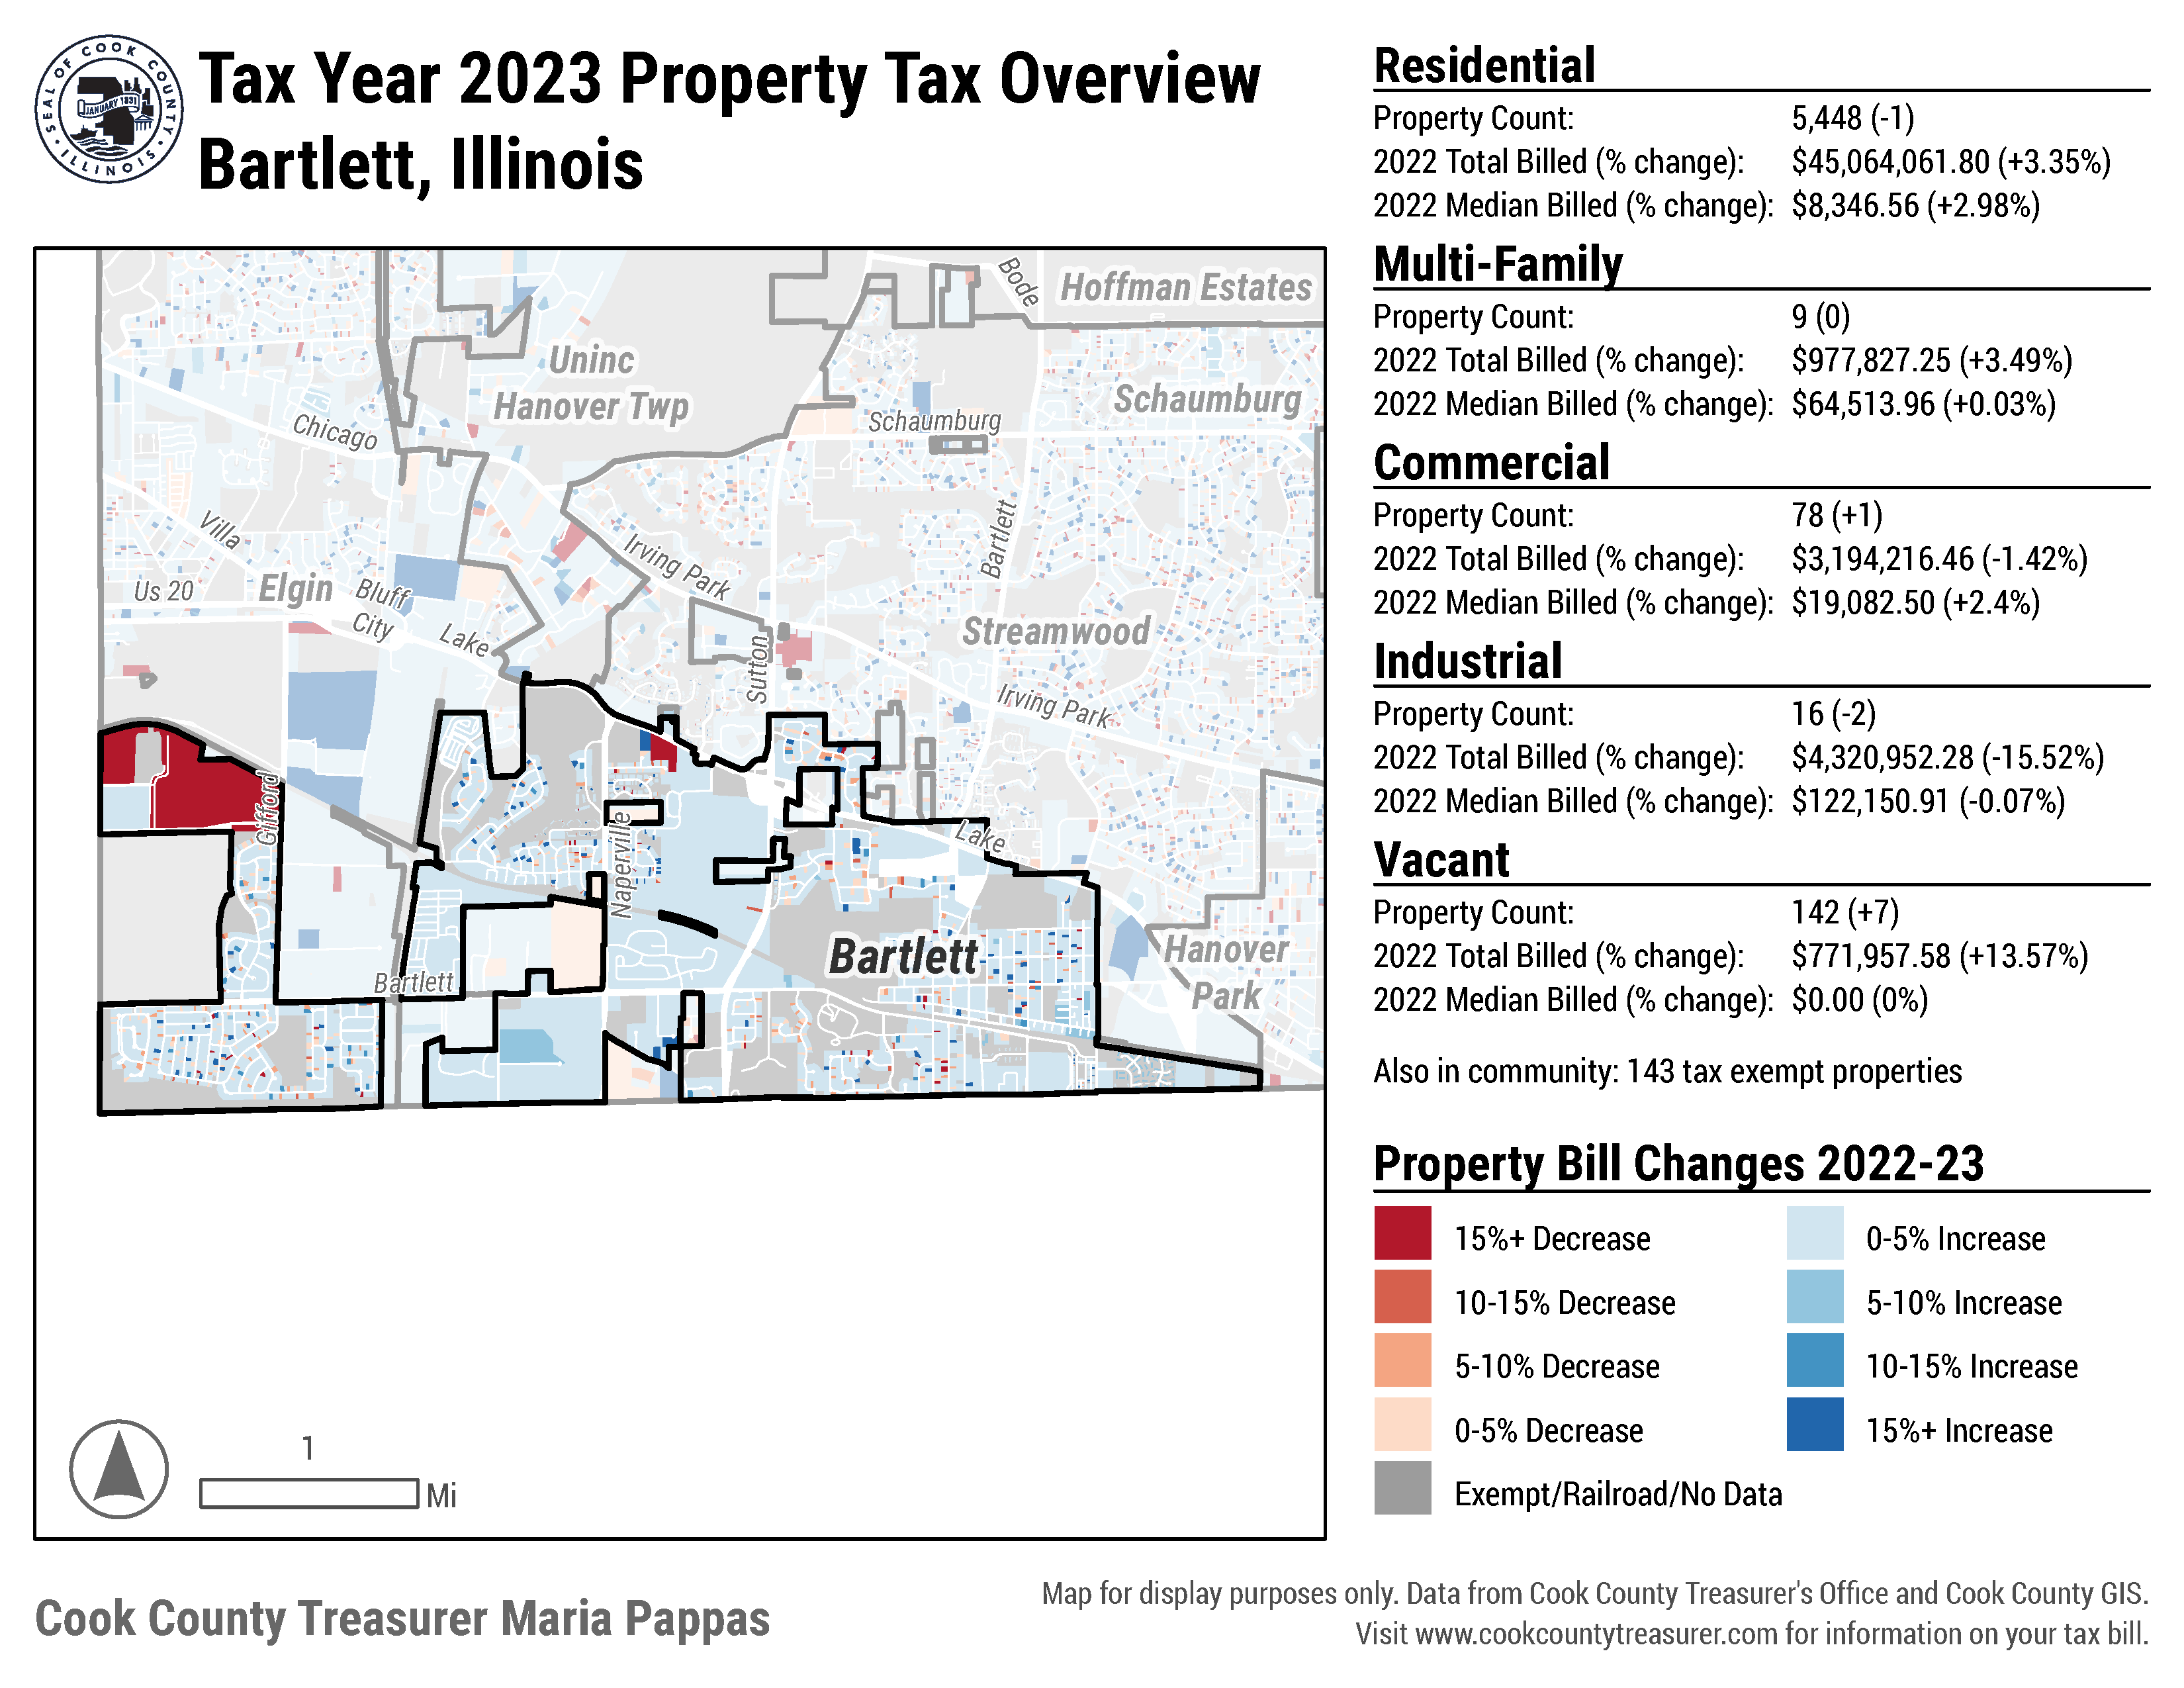 SEAL OF COOK COUNTY
ILLINOIS
JANUARY 1831
Tax Year 2023 Property Tax Overview
Bartlett, Illinois
Bode
Hoffman Estates
Uninc
Hanover Twp
Schaumburg
Schaumburg
Chicago
Bartlett
Villa
Irving Park
Us 20
Elgin
Bluff
City
Lake
Streamwood
Sutton
Irving Park
Gifford
Naperville
Lake
Bartlett
Hanover
Park
Bartlett
1
Mi
Residential
Property Count: 5,448 (-1)
2022 Total Billed (% change): $45,064,061.80 (+3.35%)
2022 Median Billed (% change): $8,346.56 (+2.98%)
Multi-Family
Property Count: 9 (0)
2022 Total Billed (% change): $977,827.25 (+3.49%)
2022 Median Billed (% change): $64,513.96 (+0.03%)
Commercial
Property Count: 78 (+1)
2022 Total Billed (% change): $3,194,216.46 (-1.42%)
2022 Median Billed (% change): $19,082.50 (+2.4%)
Industrial
Property Count: 16 (-2)
2022 Total Billed (% change): $4,320,952.28 (-15.52%)
2022 Median Billed (% change): $122,150.91 (-0.07%)
Vacant
Property Count: 142 (+7)
2022 Total Billed (% change): $771,957.58 (+13.57%)
2022 Median Billed (% change): $0.00 (0%)
Also in community: 143 tax exempt properties
Property Bill Changes 2022-23
15%+ Decrease
10-15% Decrease
5-10% Decrease
0-5% Decrease
Exempt/Railroad/No Data
0-5% Increase
5-10% Increase
10-15% Increase
15%+ Increase
Cook County Treasurer Maria Pappas
Map for display purposes only. Data from Cook County Treasurer's Office and Cook County GIS.
Visit www.cookcountytreasurer.com for information on your tax bill.